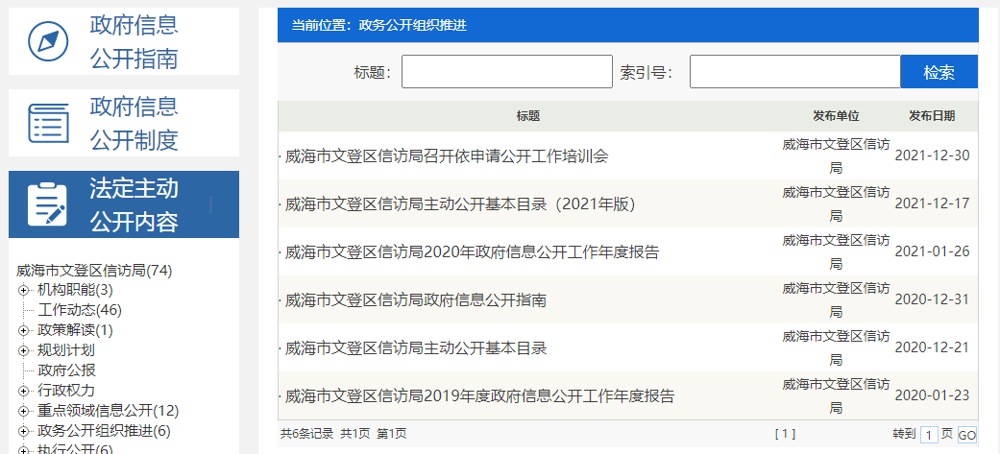 政府信息
公开指南
政府信息
公开制度
法定主动
公开内容
威海市文登区信访局(74)
机构职能(3)
工作动态(46)
政策解读(1)
规划计划
政府公报
行政权力
重点领域信息公开(12)
政务公开组织推进(6)
执行公开(6)
当前位置：政务公开组织推进
标题： 索引号： 检索
标题 发布单位 发布日期
· 威海市文登区信访局召开依申请公开工作培训会 威海市文登区信访局 2021-12-30
· 威海市文登区信访局主动公开基本目录（2021年版） 威海市文登区信访局 2021-12-17
· 威海市文登区信访局2020年政府信息公开工作年度报告 威海市文登区信访局 2021-01-26
· 威海市文登区信访局政府信息公开指南 威海市文登区信访局 2020-12-31
· 威海市文登区信访局主动公开基本目录 威海市文登区信访局 2020-12-21
· 威海市文登区信访局2019年度政府信息公开工作年度报告 威海市文登区信访局 2020-01-23
共6条记录 共1页 第1页 [ 1 ] 转到 1 页 GO